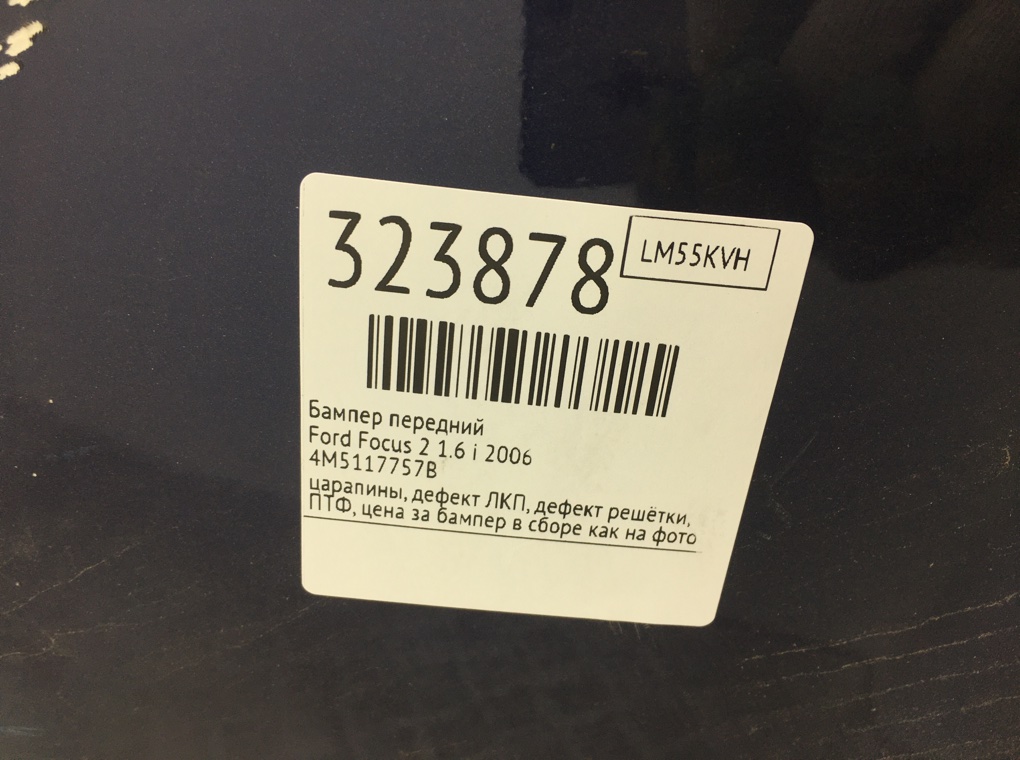 323878
LM55KVH
Бампер передний
Ford Focus 2 1.6 i 2006
4M5117757B
царапины, дефект ЛКП, дефект решётки,
ПТФ, цена за бампер в сборе как на фото